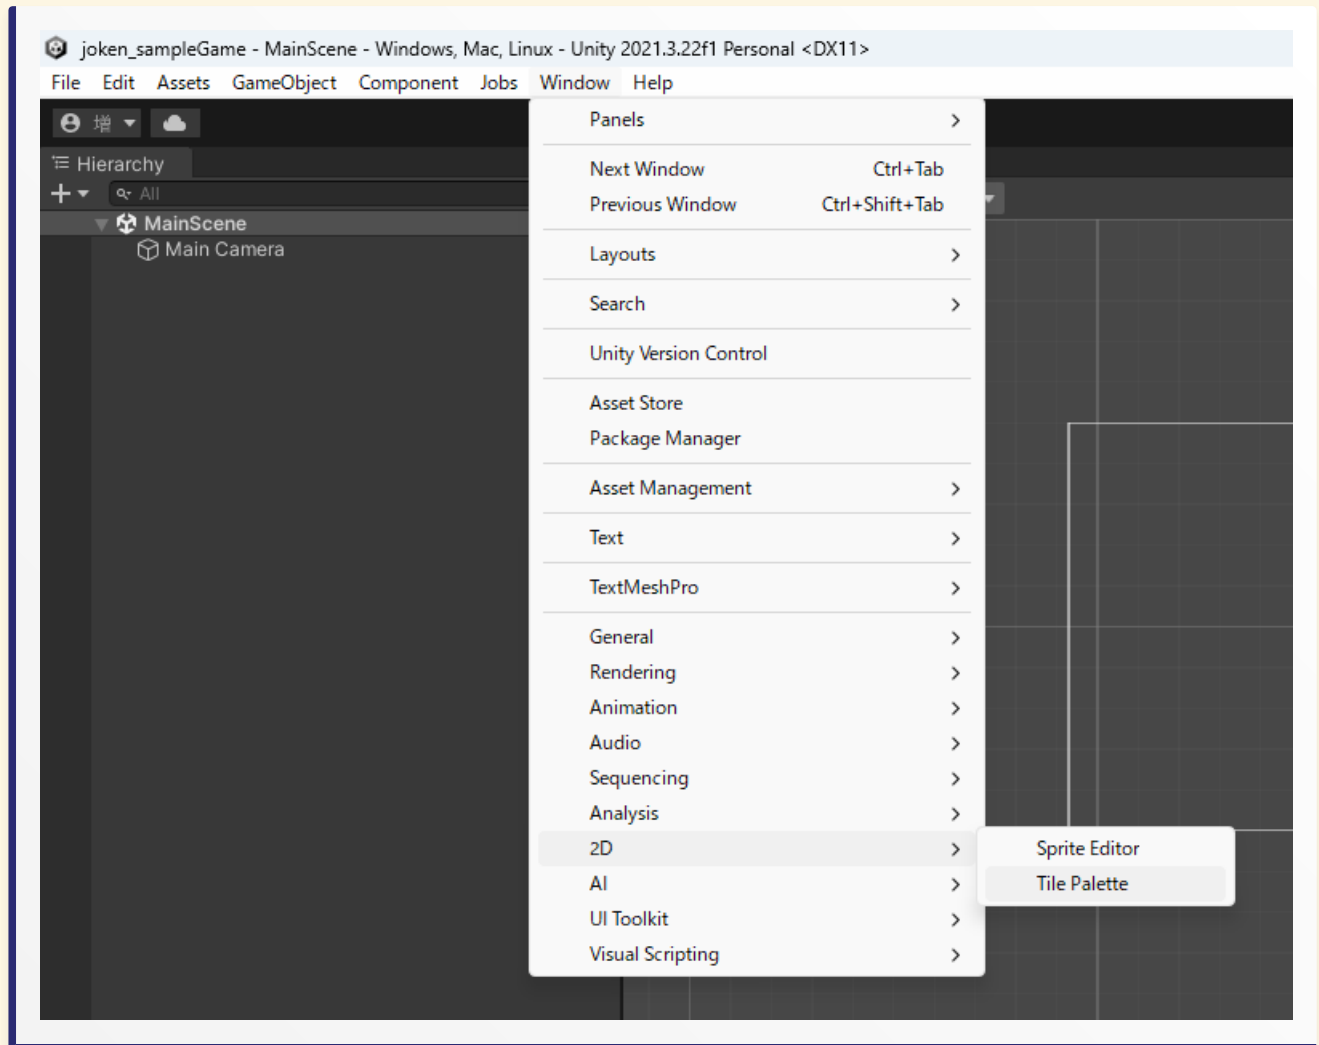 joken_sampleGame - MainScene - Windows, Mac, Linux - Unity 2021.3.22f1 Personal <DX11>
File Edit Assets GameObject Component Jobs Window Help
増
Hierarchy
All
MainScene
Main Camera
Panels
Next Window Ctrl+Tab
Previous Window Ctrl+Shift+Tab
Layouts
Search
Unity Version Control
Asset Store
Package Manager
Asset Management
Text
TextMeshPro
General
Rendering
Animation
Audio
Sequencing
Analysis
2D
AI
UI Toolkit
Visual Scripting
Sprite Editor
Tile Palette